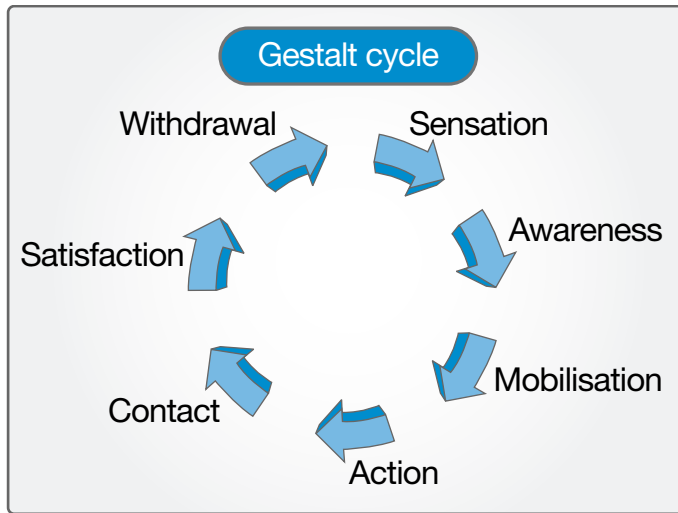 Gestalt cycle
Withdrawal
Sensation
Satisfaction
Awareness
Mobilisation
Contact
Action